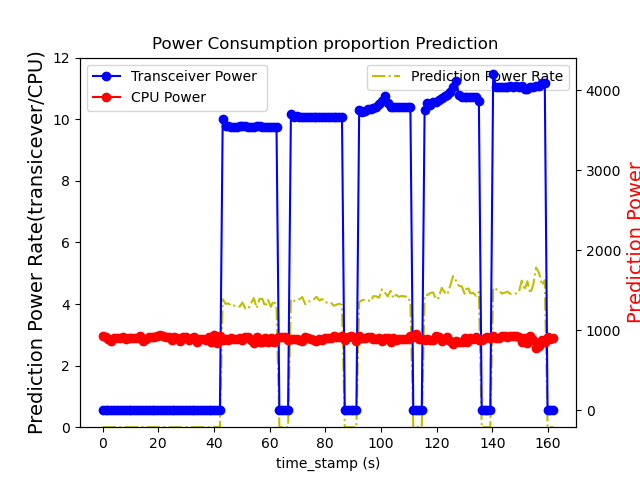 Power Consumption proportion Prediction
Transceiver Power
CPU Power
Prediction Power Rate
Prediction Power Rate(transicever/CPU)
12
10
8
6
4
2
0
4000
3000
2000
1000
0
Prediction Power
0 20 40 60 80 100 120 140 160
time_stamp (s)